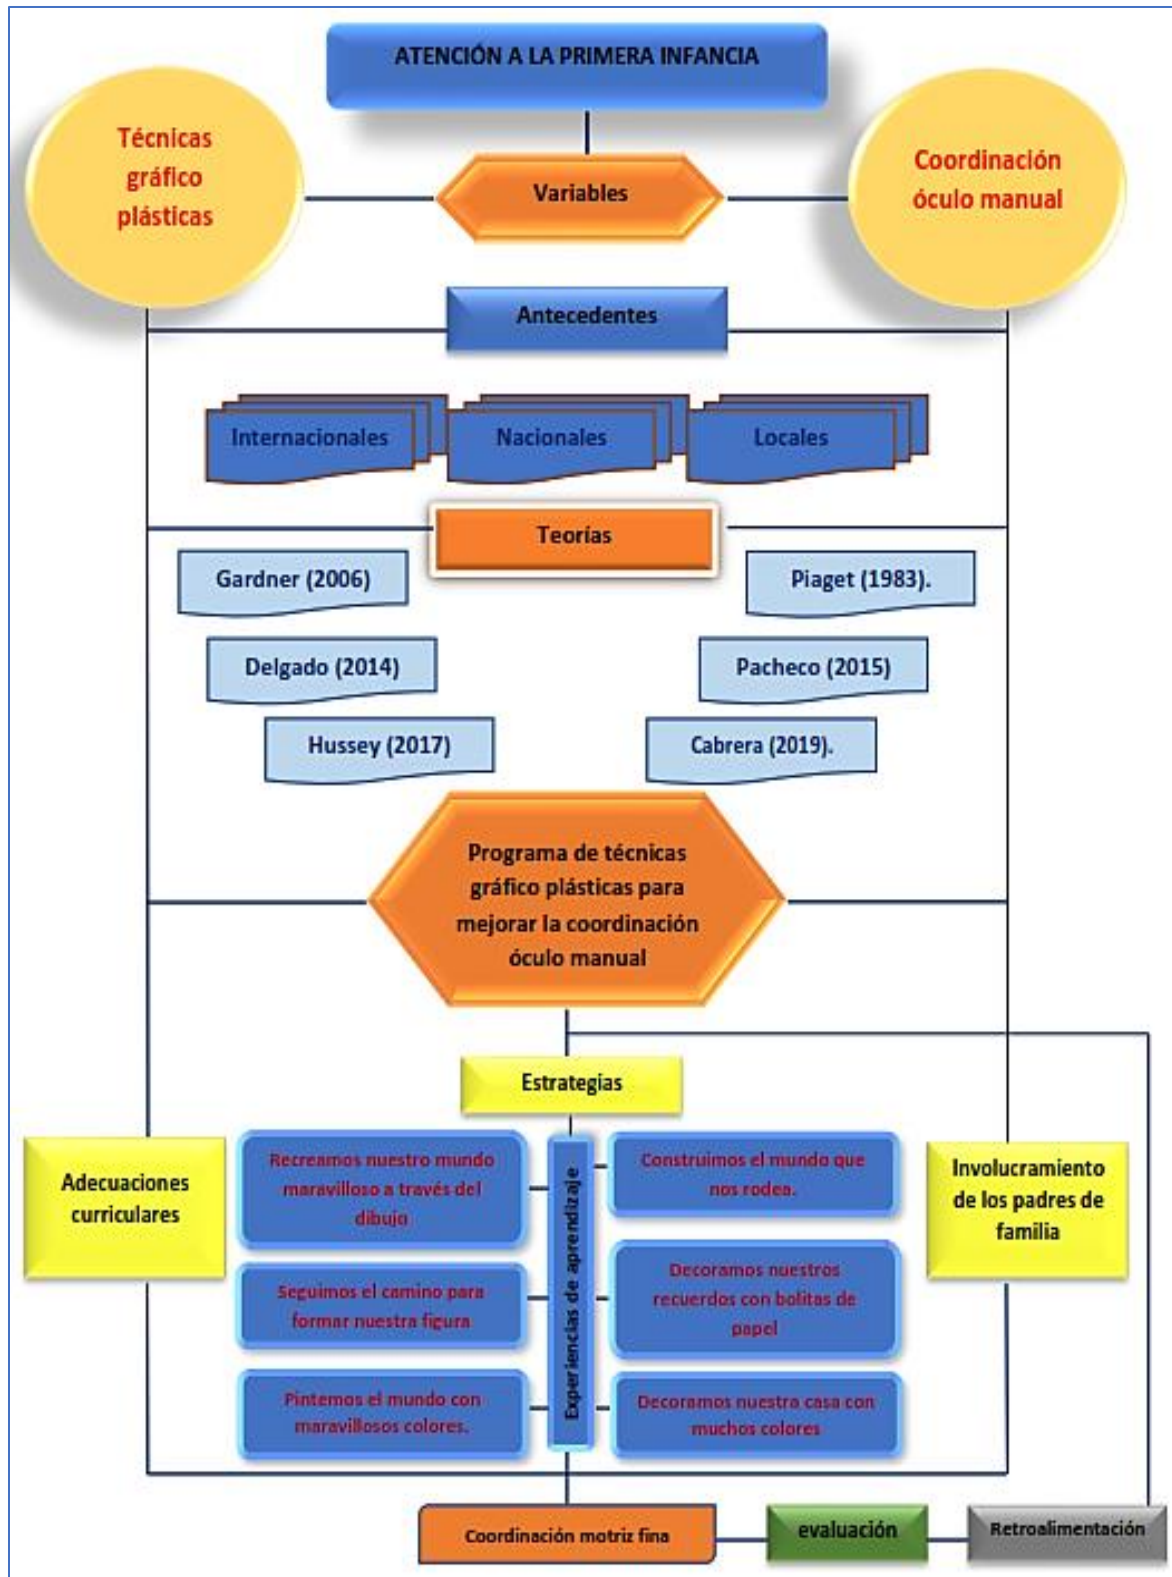 ATENCIÓN A LA PRIMERA INFANCIA
Técnicas
gráfico
plásticas
Variables
Coordinación
óculo manual
Antecedentes
Internacionales
Nacionales
Locales
Teorías
Gardner (2006)
Piaget (1983).
Delgado (2014)
Pacheco (2015)
Hussey (2017)
Cabrera (2019).
Programa de técnicas
gráfico plásticas para
mejorar la coordinación
óculo manual
Estrategias
Adecuaciones
curriculares
Recreamos nuestro mundo
maravilloso a través del
dibujo
Seguimos el camino para
formar nuestra figura
Pintemos el mundo con
maravillosos colores.
Experiencias de aprendizaje
Construimos el mundo que
nos rodea.
Decoramos nuestros
recuerdos con bolitas de
papel
Decoramos nuestra casa con
muchos colores
Involucramiento
de los padres de
familia
Coordinación motriz fina
evaluación
Retroalimentación